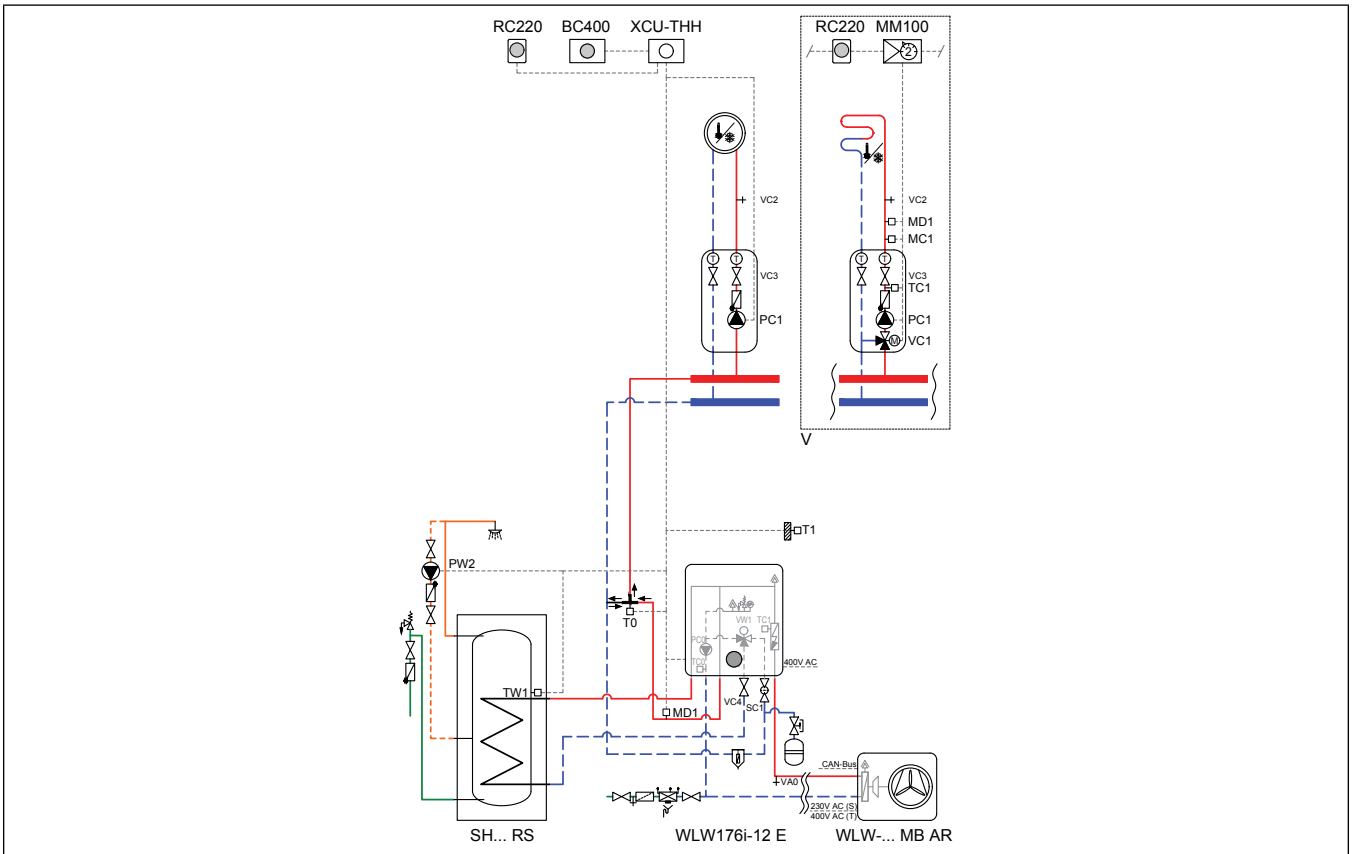 RC220 BC400 XCU-THH
RC220 MM100
2
VC2
VC2
MD1
MC1
T T
T T
VC3
VC3
TC1
PC1
PC1
M
VC1
V
T1
PW2
T0
VW1 TC1
PC0
TC0
400V AC
TW1
VC4
SC1
MD1
CAN-Bus
VA0
230V AC (S)
400V AC (T)
SH... RS
WLW176i-12 E
WLW-... MB AR